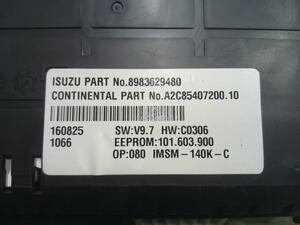 ISUZU PART No.8983629480
CONTINENTAL PART No.A2C85407200.10
160825 SW:V9.7 HW:C0306
1066 EEPROM:101.603.900
OP:080 IMSM-140K-C